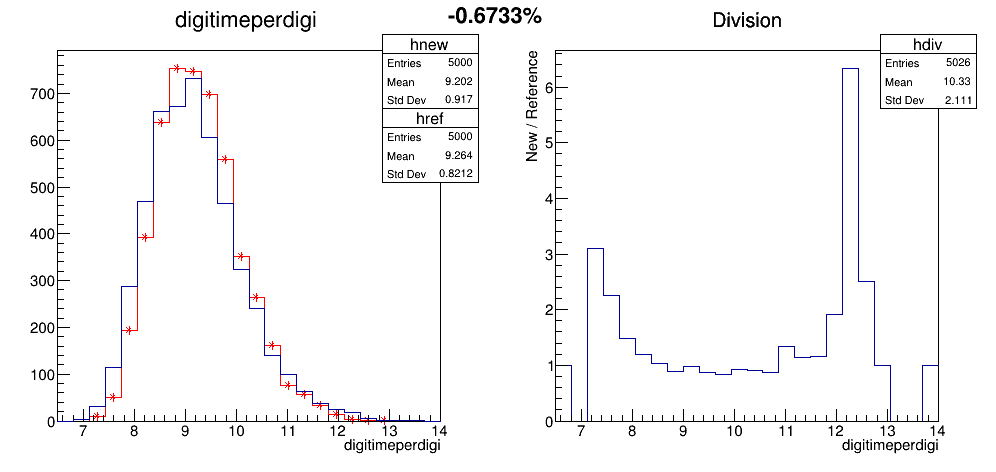 -0.6733%
digitimeperdigi
hnew
Entries 5000
Mean 9.202
Std Dev 0.917
href
Entries 5000
Mean 9.264
Std Dev 0.8212
700
600
500
400
300
200
100
0
7 8 9 10 11 12 13 14
digitimeperdigi
Division
hdiv
Entries 5026
Mean 10.33
Std Dev 2.111
New / Reference
6
5
4
3
2
1
0
7 8 9 10 11 12 13 14
digitimeperdigi